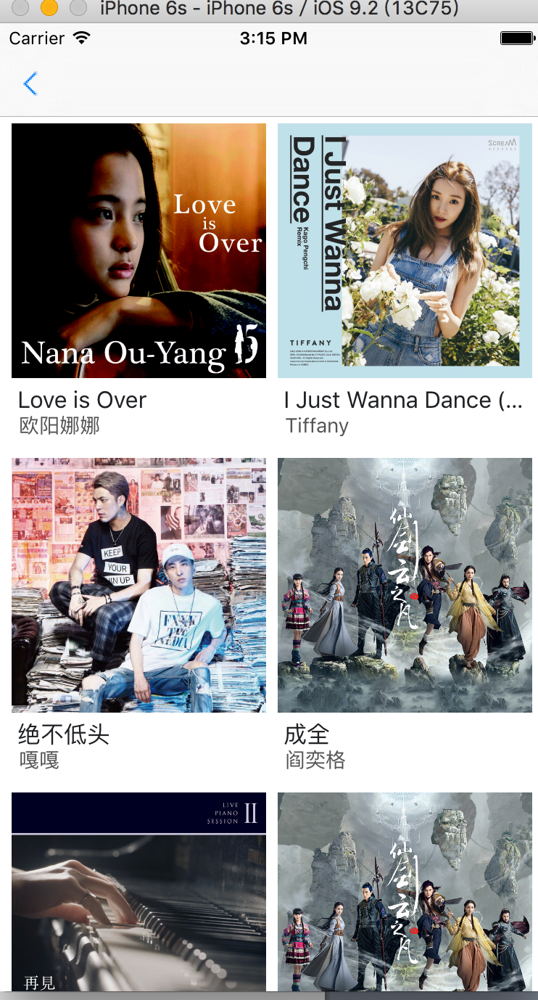 iPhone 6s - iPhone 6s / iOS 9.2 (13C75)
Carrier
3:15 PM
Love
is
Over
Nana Ou-Yang 15
I Just Wanna
Dance
Kago Pengchi
Remix
SCREAM
RECORDS
TIFFANY
Love is Over
欧阳娜娜
I Just Wanna Dance (...
Tiffany
KEEP
YOUR
仙剑云之凡
绝不低头
嘎嘎
成全
阎奕格
LIVE
PIANO
SESSION
II
再見
仙剑云之凡